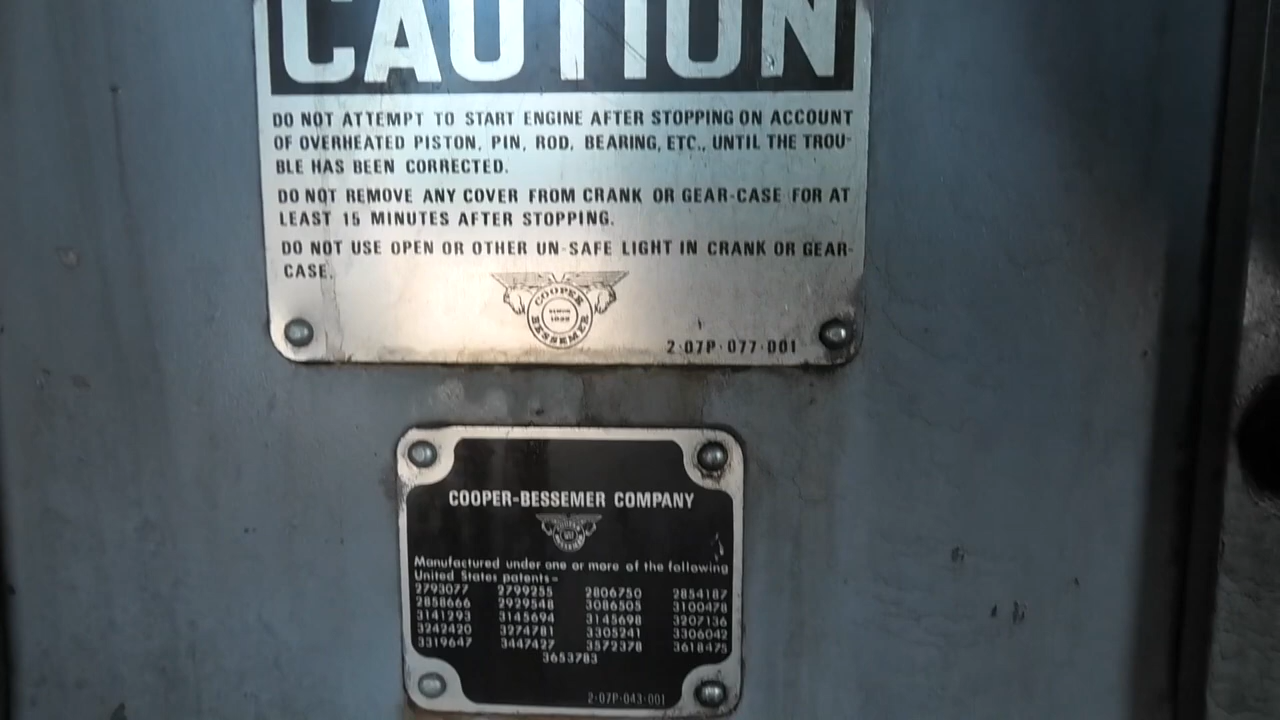 CAUTION
DO NOT ATTEMPT TO START ENGINE AFTER STOPPING ON ACCOUNT
OF OVERHEATED PISTON, PIN, ROD, BEARING, ETC., UNTIL THE TROU-
BLE HAS BEEN CORRECTED.
DO NOT REMOVE ANY COVER FROM CRANK OR GEAR-CASE FOR AT
LEAST 15 MINUTES AFTER STOPPING.
DO NOT USE OPEN OR OTHER UN-SAFE LIGHT IN CRANK OR GEAR-
CASE.
COOPER
SINCE
BESSEMER
2-07P-077-001
COOPER-BESSEMER COMPANY
Manufactured under one or more of the following
United States patents-
2793077 2799255 2806750 2854187
2858666 2929548 3086505 3100478
3141293 3145694 3145698 3207136
3242420 3274781 3305241 3306042
3319647 3447427 3572378 3618475
3653783
2-07P-043-001